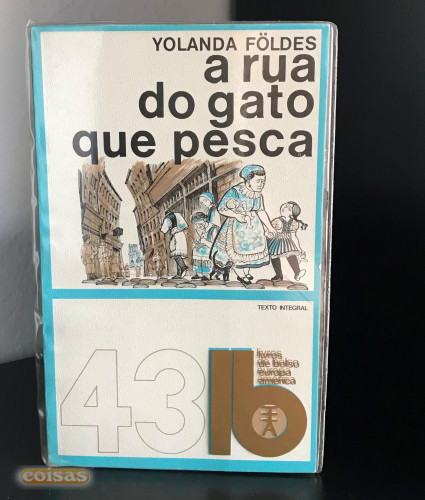 YOLANDA FÖLDES
a rua
do gato
que pesca
TEXTO INTEGRAL
43
lb
livros
de bolso
europa
américa
coisas